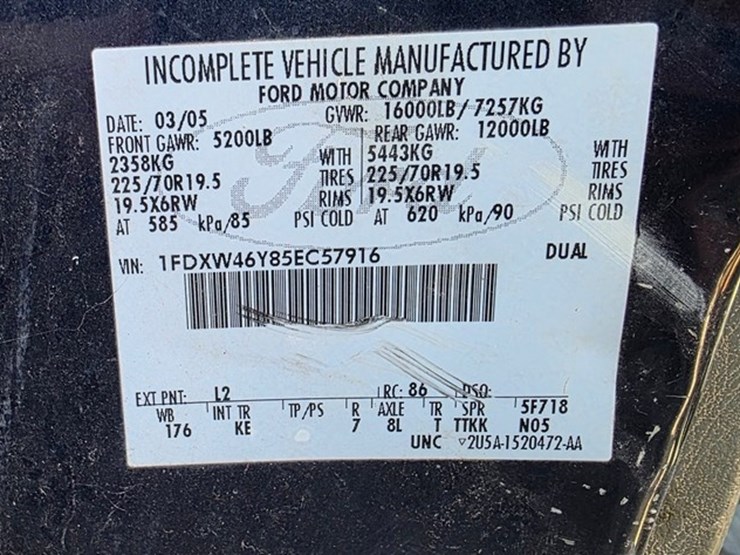 INCOMPLETE VEHICLE MANUFACTURED BY
FORD MOTOR COMPANY
DATE: 03/05 GVWR: 16000LB/7257KG
FRONT GAWR: 5200LB REAR GAWR: 12000LB
2358KG WITH 5443KG WITH
225/70R19.5 TIRES 225/70R19.5 TIRES
19.5X6RW RIMS 19.5X6RW RIMS
AT 585 kPa/85 PSI COLD AT 620 kPa/90 PSI COLD
VIN: 1FDXW46Y85EC57916 DUAL
EXT PNT: L2 RC: 86 DSO:
WB INT TR TP/PS R AXLE TR SPR 5F718
176 KE 7 8L T TTKK N05
UNC ▽2U5A-1520472-AA
Ford